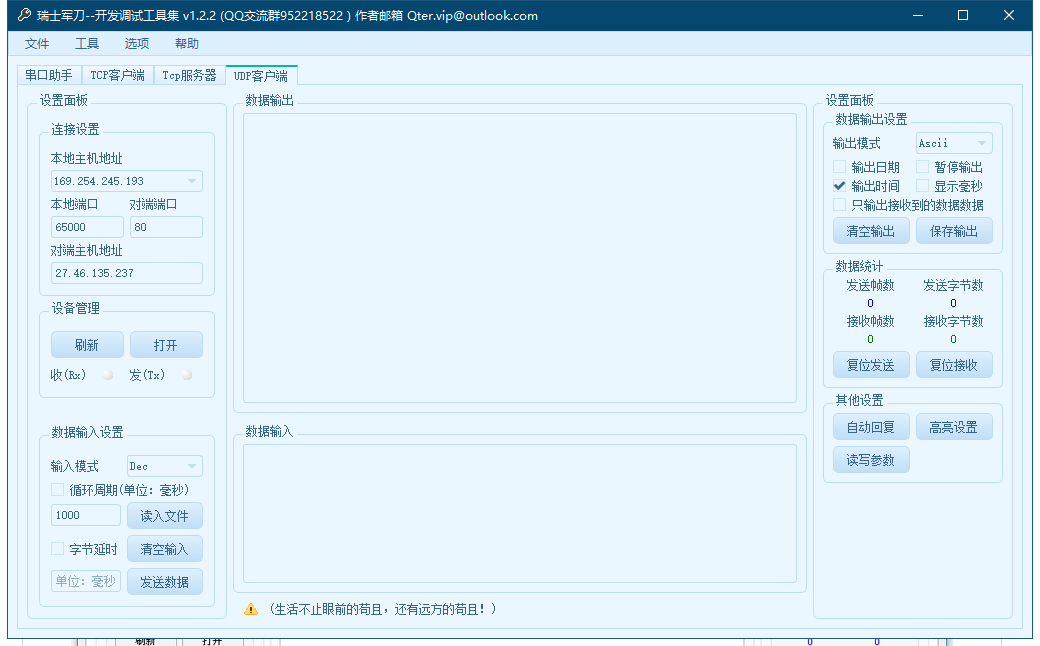 瑞士军刀--开发调试工具集 v1.2.2 (QQ交流群952218522 ) 作者邮箱 Qter.vip@outlook.com
文件 工具 选项 帮助
串口助手 TCP客户端 Tcp服务器 UDP客户端
设置面板
连接设置
本地主机地址
169.254.245.193
本地端口 对端端口
65000 80
对端主机地址
27.46.135.237
设备管理
刷新 打开
收(Rx) 发(Tx)
数据输入设置
输入模式 Dec
循环周期(单位: 毫秒)
1000 读入文件
字节延时 清空输入
单位: 毫秒 发送数据
数据输出
数据输入
(生活不止眼前的苟且, 还有远方的苟且! )
设置面板
数据输出设置
输出模式 Ascii
输出日期 暂停输出
输出时间 显示毫秒
只输出接收到的数据数据
清空输出 保存输出
数据统计
发送帧数 发送字节数
0 0
接收帧数 接收字节数
0 0
复位发送 复位接收
其他设置
自动回复 高亮设置
读写参数
刷新 打开 0 0